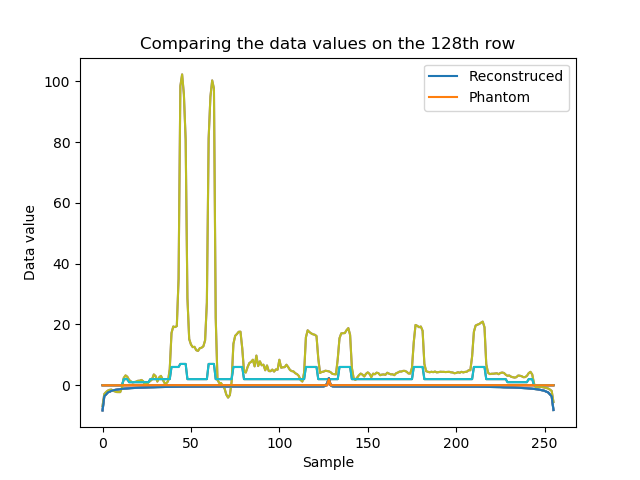 Comparing the data values on the 128th row
Reconstruced
Phantom
100
80
60
40
20
0
Data value
0 50 100 150 200 250
Sample